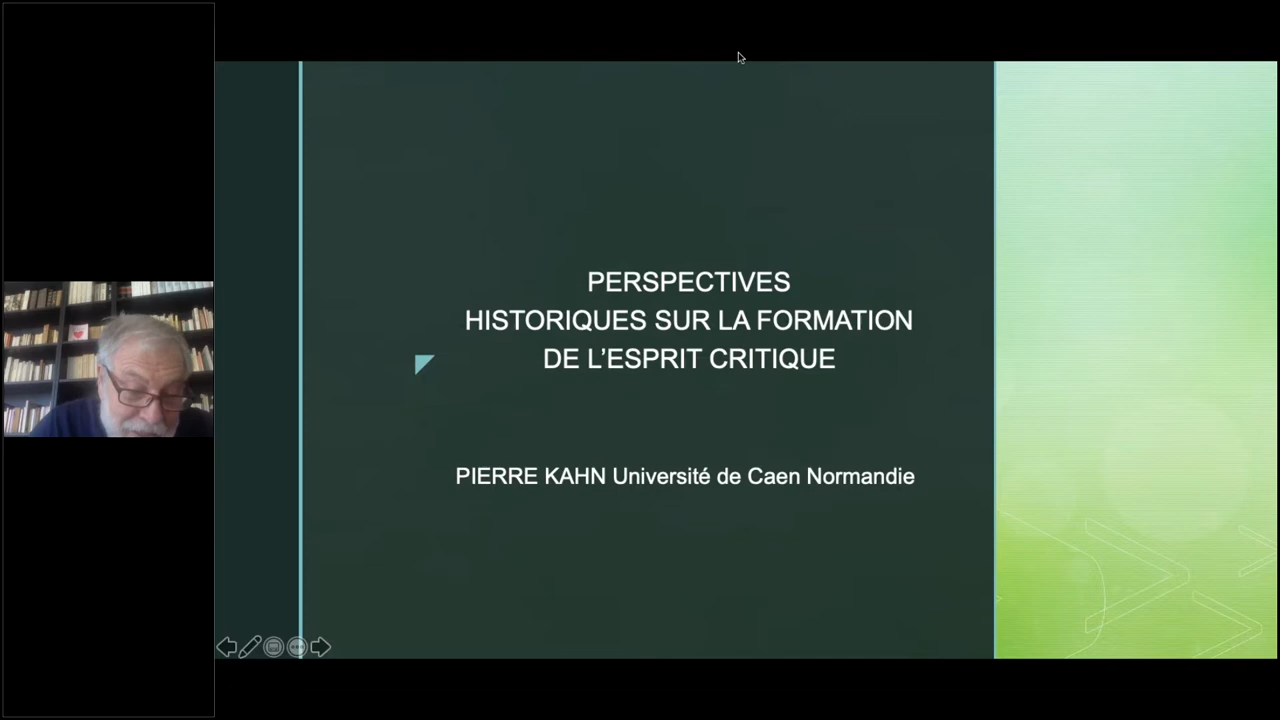 PERSPECTIVES
HISTORIQUES SUR LA FORMATION
DE L’ESPRIT CRITIQUE
PIERRE KAHN Université de Caen Normandie